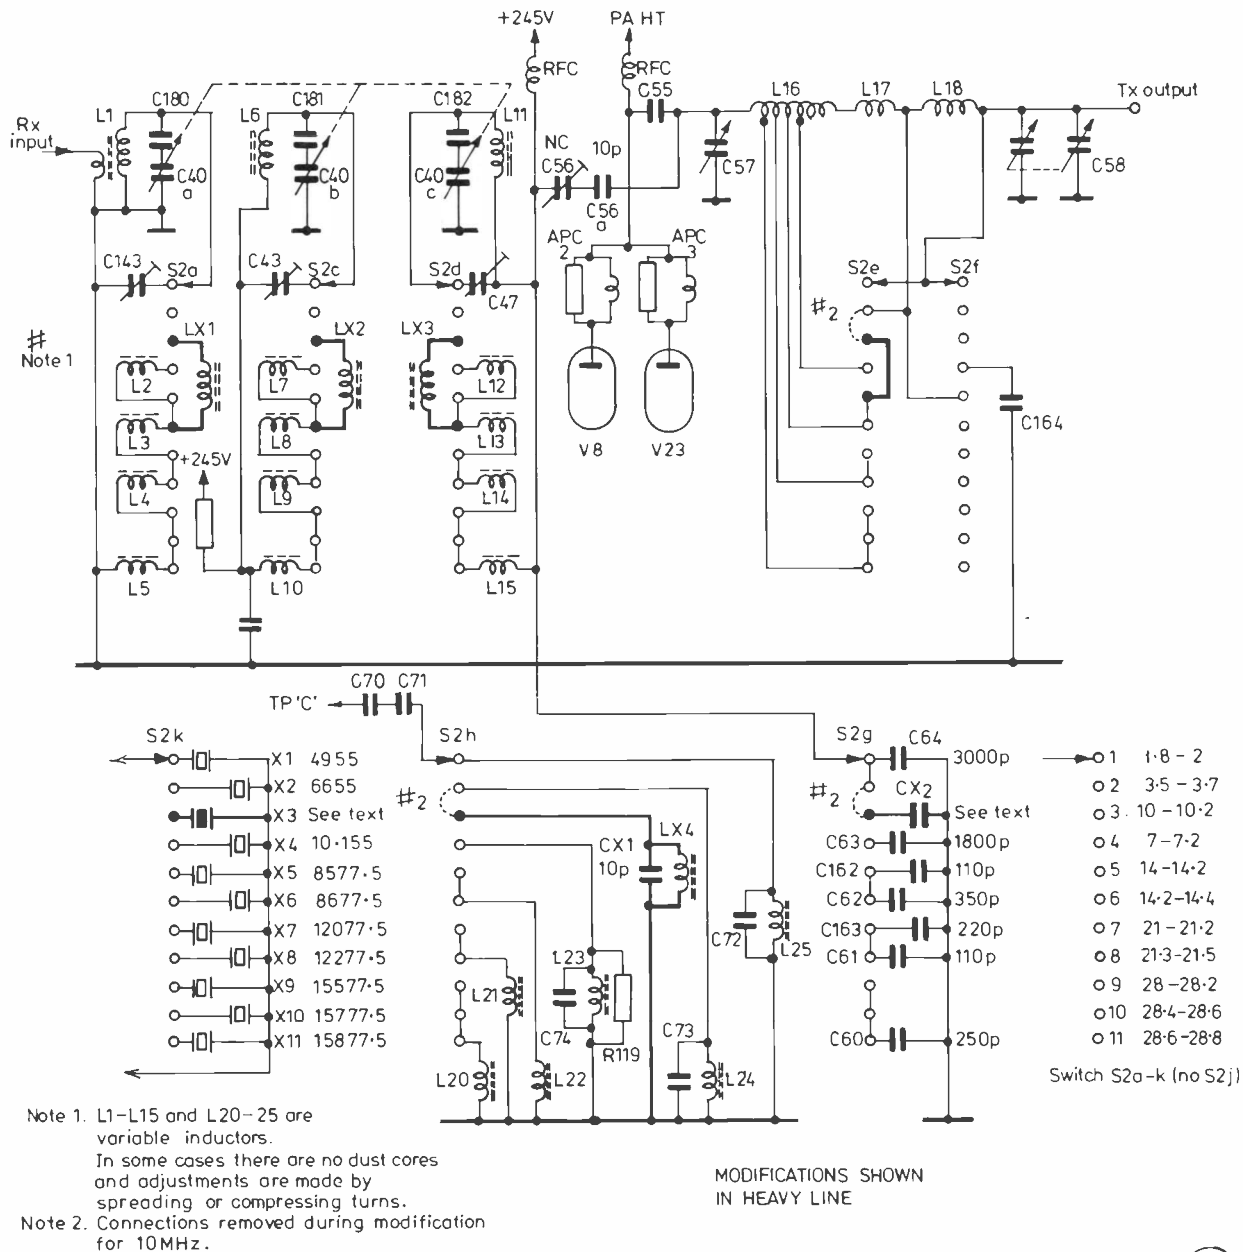 +245V
PA HT
RFC
RFC
C55
L16
L17
L18
Tx output
Rx input
L1
C180
L6
C181
C182
L11
C40 a
C40 b
C40 c
NC
C56
10p
C56 a
C57
C58
APC 2
APC 3
C143
S2a
C43
S2c
S2d
C47
S2e
S2f
#2
# Note 1
LX1
LX2
LX3
L2
L7
L12
L3
L8
L13
+245V
L4
L9
L14
L5
L10
L15
V8
V23
C164
TP 'C'
C70
C71
S2k
S2h
S2g
C64
X1 4955
X2 6655
X3 See text
X4 10·155
X5 8577·5
X6 8677·5
X7 12077·5
X8 12277·5
X9 15577·5
X10 15777·5
X11 15877·5
#2
CX1
10p
LX4
C72
L25
L23
L21
C74
R119
C73
L20
L22
L24
#2
3000p
CX2
See text
C63 1800p
C162 110p
C62 350p
C163 220p
C61 110p
C60 250p
1 1·8-2
2 3·5-3·7
3 10-10·2
4 7-7·2
5 14-14·2
6 14·2-14·4
7 21-21·2
8 21·3-21·5
9 28-28·2
10 28·4-28·6
11 28·6-28·8
Switch S2a-k (no S2j)
Note 1. L1-L15 and L20-25 are
variable inductors.
In some cases there are no dust cores
and adjustments are made by
spreading or compressing turns.
Note 2. Connections removed during modification
for 10MHz.
MODIFICATIONS SHOWN
IN HEAVY LINE